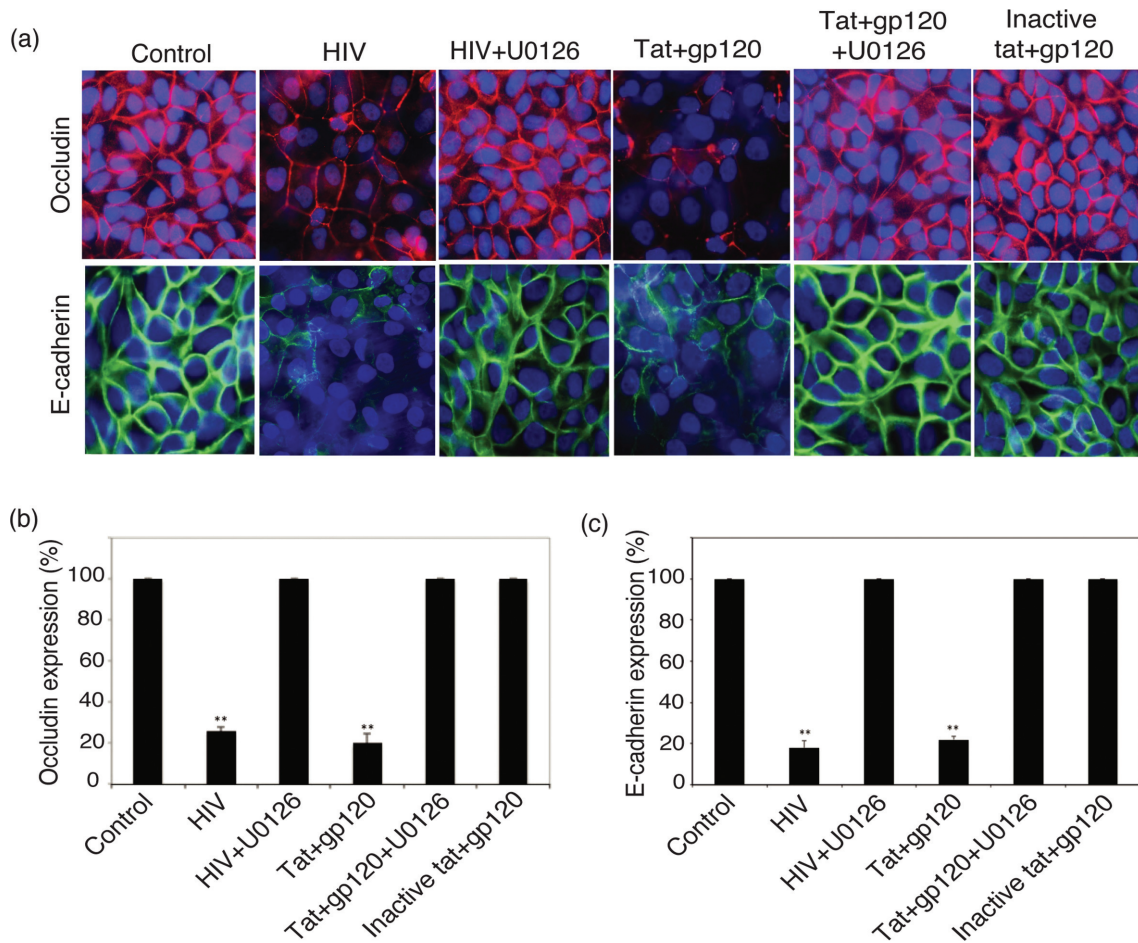 (a)
Control
HIV
HIV+U0126
Tat+gp120
Tat+gp120
+U0126
Inactive
tat+gp120
Occludin
E-cadherin
(b)
Occludin expression (%)
100
80
60
40
20
0
**
**
Control
HIV
HIV+U0126
Tat+gp120
Tat+gp120+U0126
Inactive tat+gp120
(c)
E-cadherin expression (%)
100
80
60
40
20
0
**
**
Control
HIV
HIV+U0126
Tat+gp120
Tat+gp120+U0126
Inactive tat+gp120